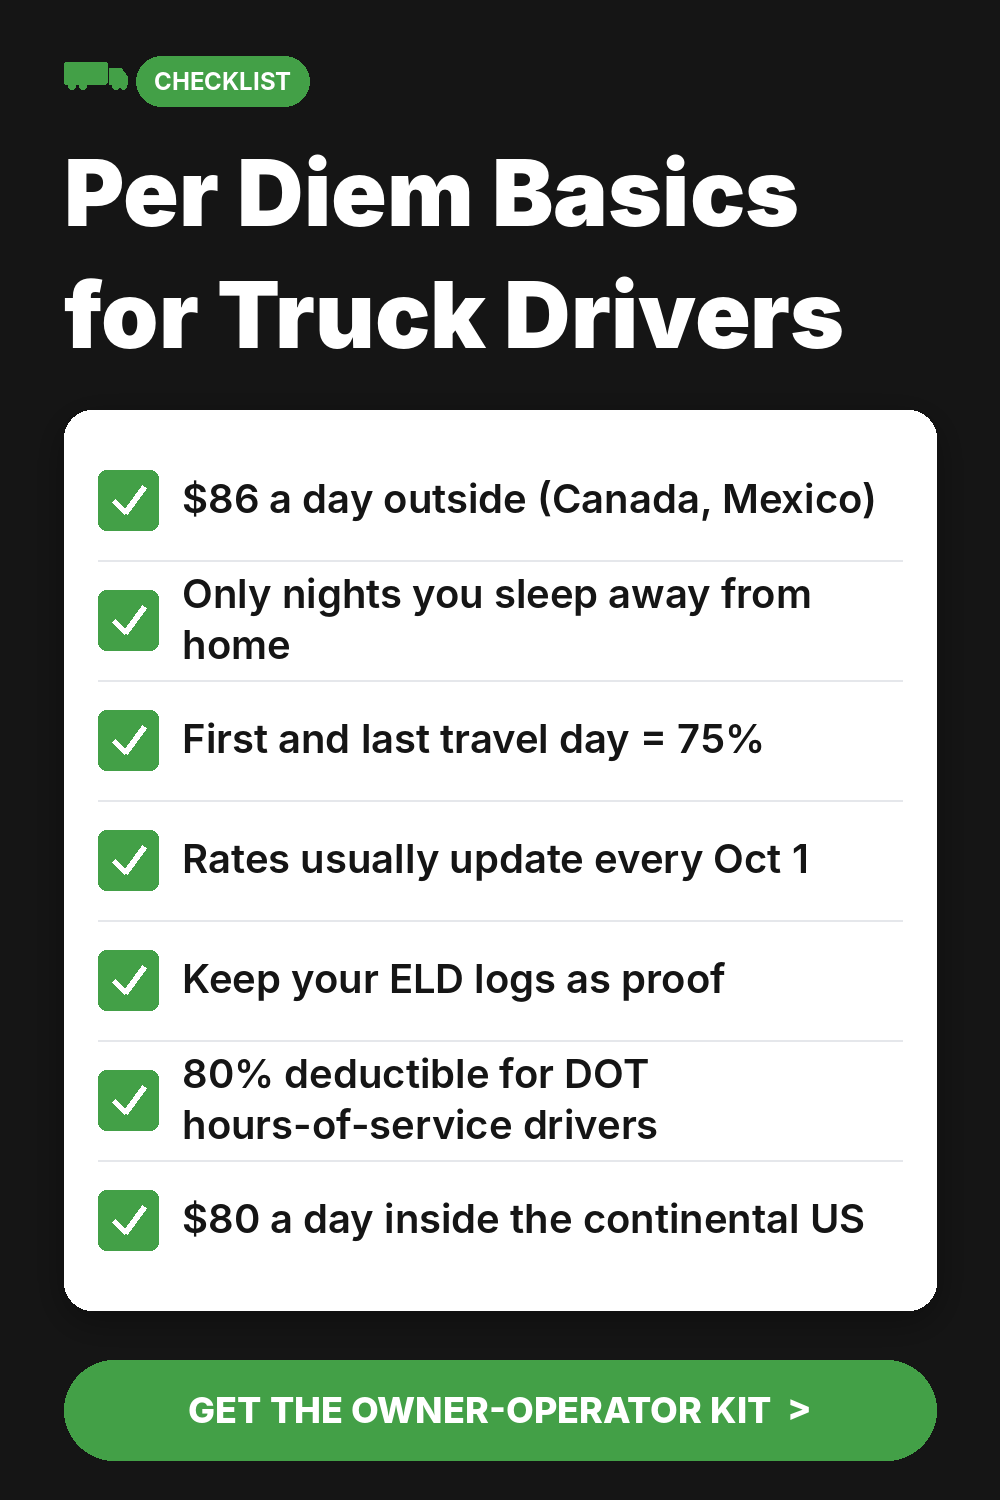 CHECKLIST
Per Diem Basics
for Truck Drivers
$86 a day outside (Canada, Mexico)
Only nights you sleep away from
home
First and last travel day = 75%
Rates usually update every Oct 1
Keep your ELD logs as proof
80% deductible for DOT
hours-of-service drivers
$80 a day inside the continental US
GET THE OWNER-OPERATOR KIT >